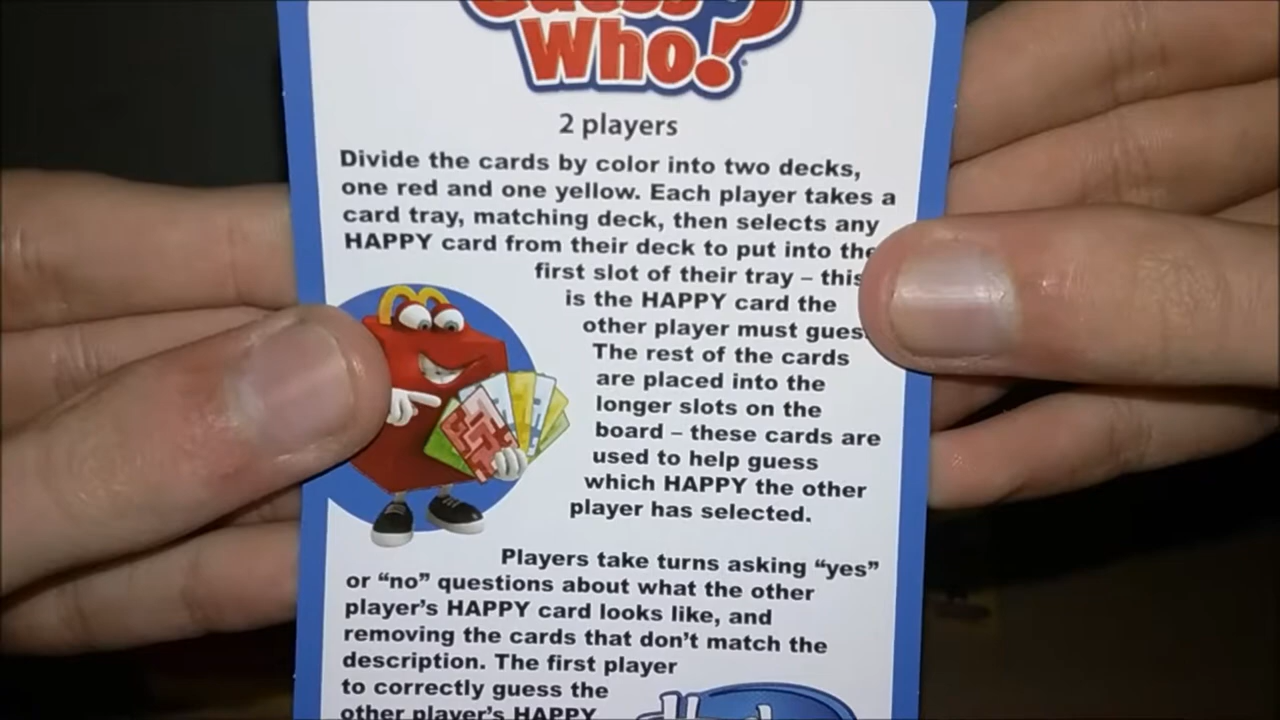 Guess
Who?
2 players
Divide the cards by color into two decks,
one red and one yellow. Each player takes a
card tray, matching deck, then selects any
HAPPY card from their deck to put into the
first slot of their tray – this
is the HAPPY card the
other player must guess.
The rest of the cards
are placed into the
longer slots on the
board – these cards are
used to help guess
which HAPPY the other
player has selected.
Players take turns asking “yes”
or “no” questions about what the other
player’s HAPPY card looks like, and
removing the cards that don’t match the
description. The first player
to correctly guess the
other player’s HAPPY